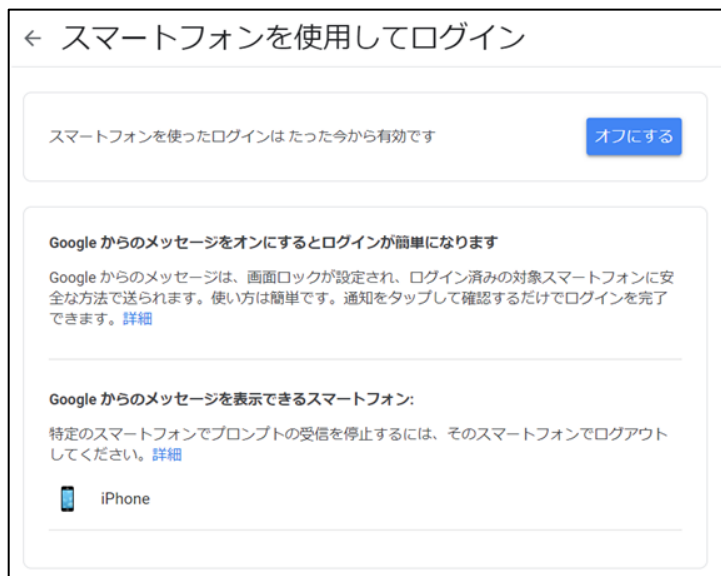 ← スマートフォンを使用してログイン
スマートフォンを使ったログインは たった今から有効です
オフにする
Google からのメッセージをオンにするとログインが簡単になります
Google からのメッセージは、画面ロックが設定され、ログイン済みの対象スマートフォンに安
全な方法で送られます。使い方は簡単です。通知をタップして確認するだけでログインを完了
できます。詳細
Google からのメッセージを表示できるスマートフォン:
特定のスマートフォンでプロンプトの受信を停止するには、そのスマートフォンでログアウト
してください。詳細
iPhone